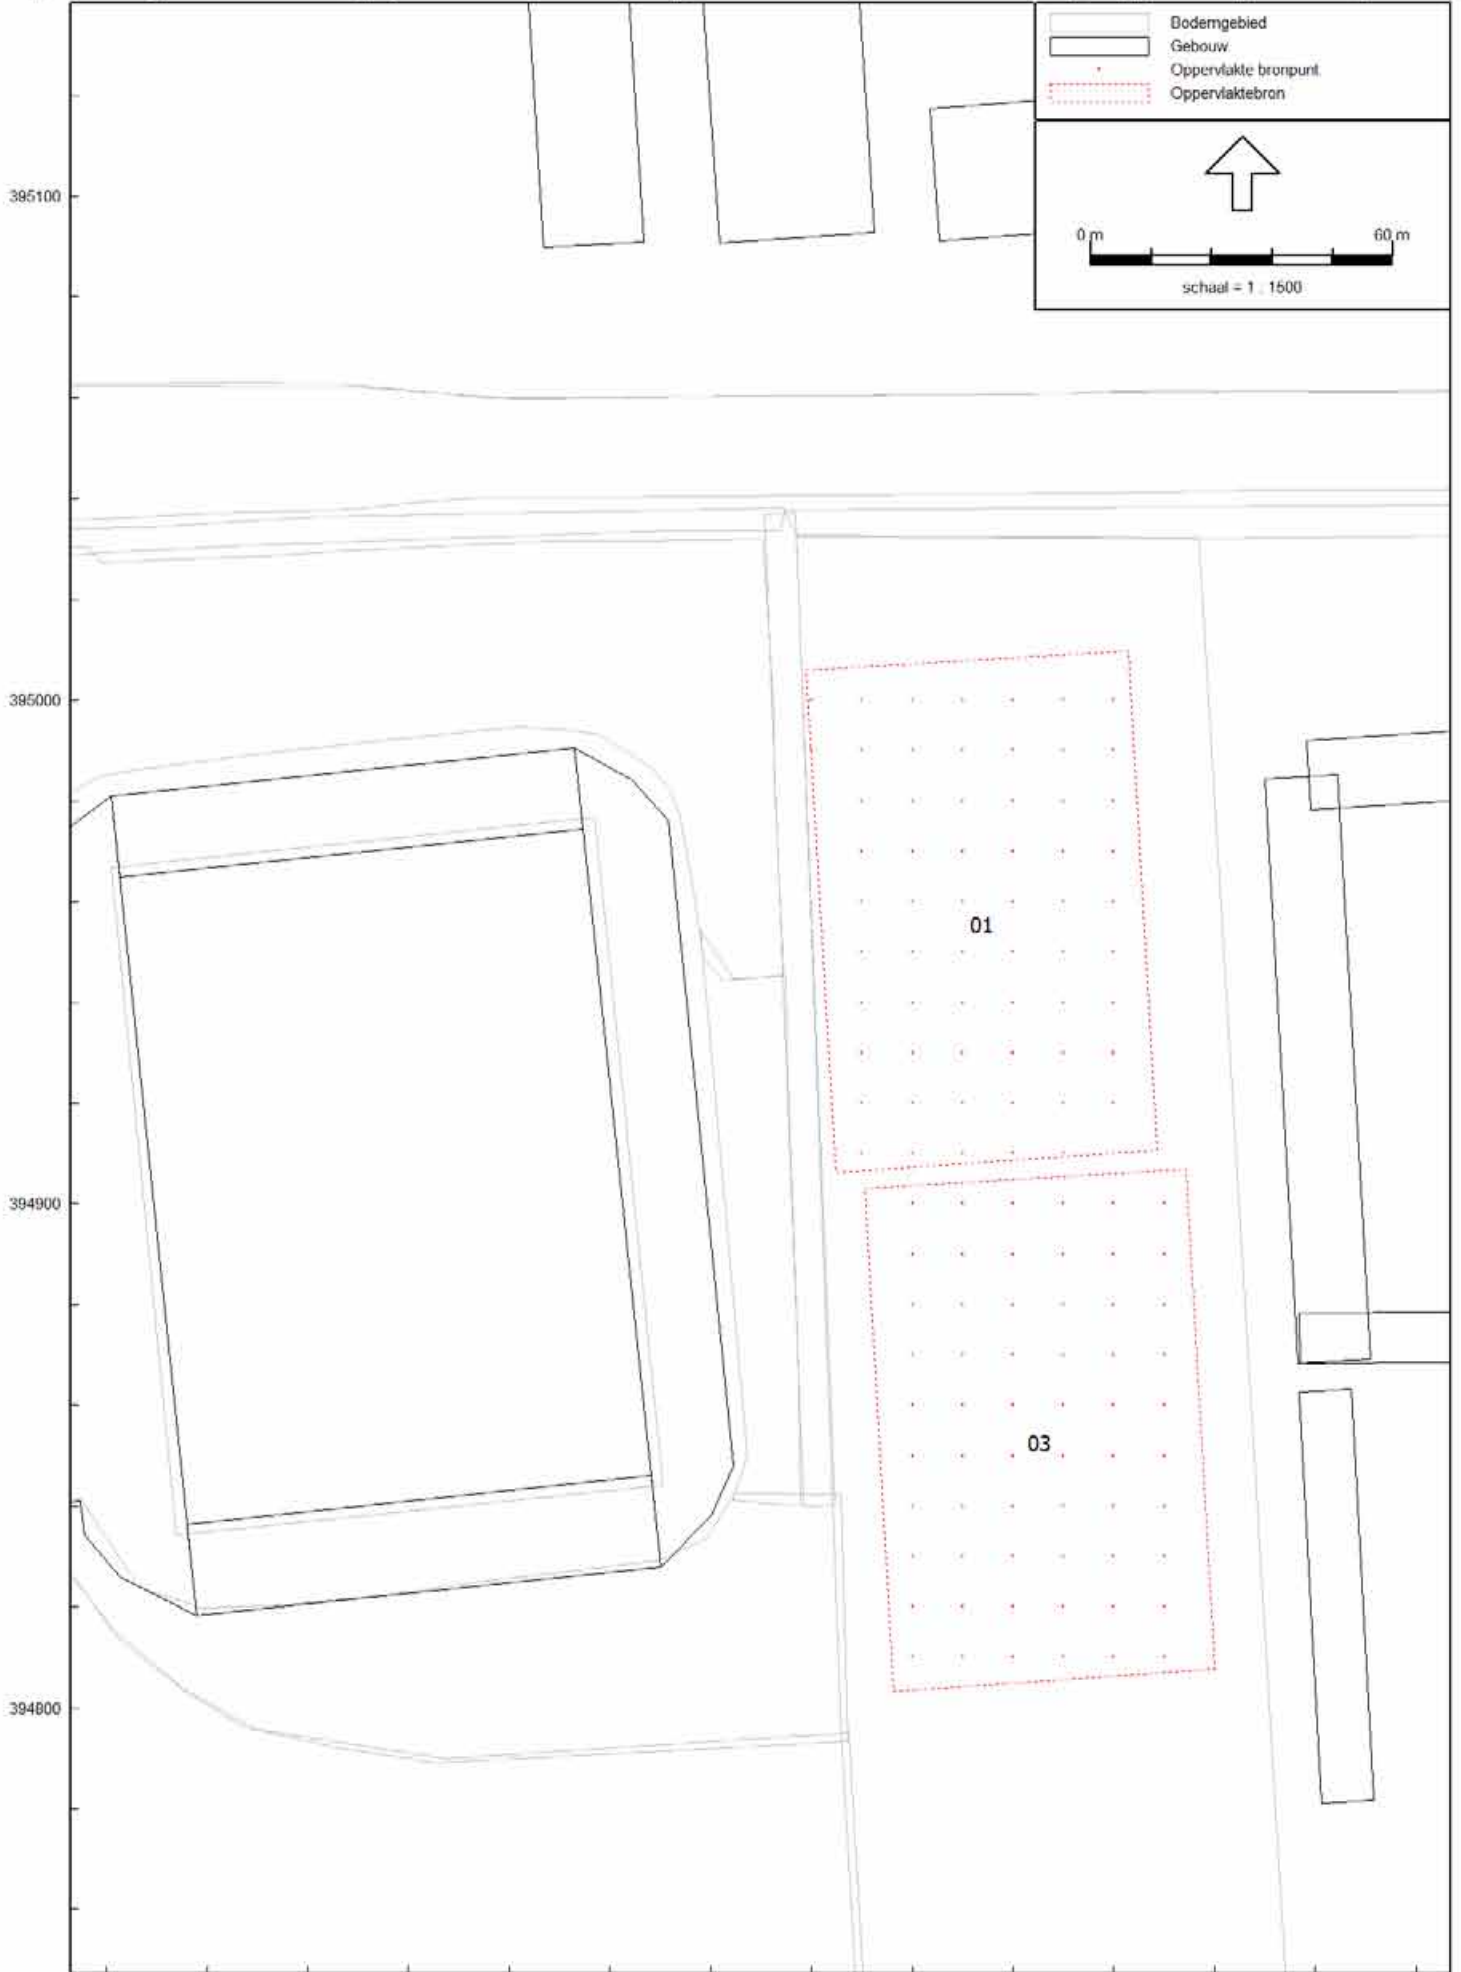 Bodemgebied
Gebouw
Oppervlakte bronpunt
Oppervlaktebron
0 m 60 m
schaal = 1 : 1500
395100
395000
394900
394800
01
03